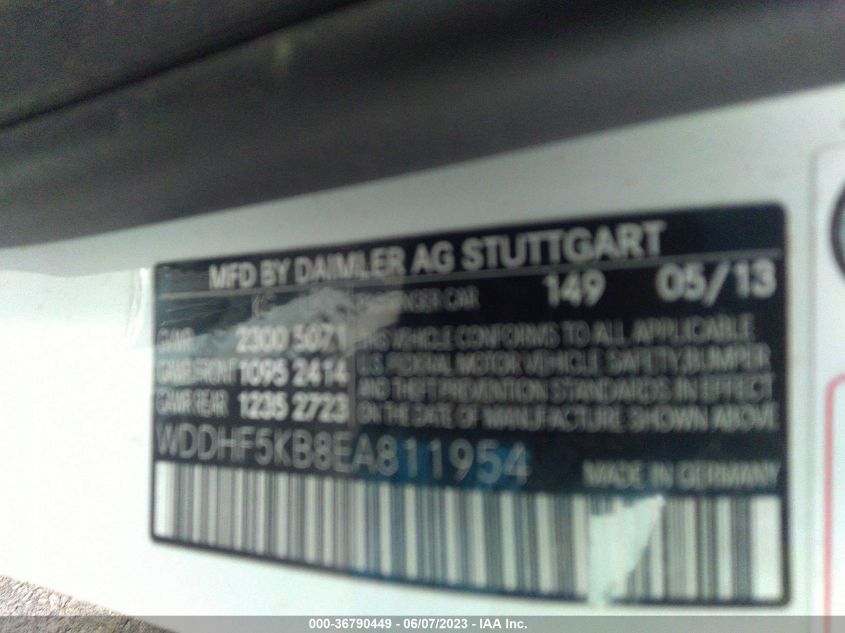 MFD BY DAIMLER AG STUTTGART
PASSENGER CAR 149 05/13
GVWR 2300 5071 THIS VEHICLE CONFORMS TO ALL APPLICABLE
GAWR FRONT 1095 2414 U.S. FEDERAL MOTOR VEHICLE SAFETY, BUMPER
GAWR REAR 1235 2723 AND THEFT PREVENTION STANDARDS IN EFFECT
ON THE DATE OF MANUFACTURE SHOWN ABOVE
WDDHF5KB8EA811954 MADE IN GERMANY
000-36790449 - 06/07/2023 - IAA Inc.